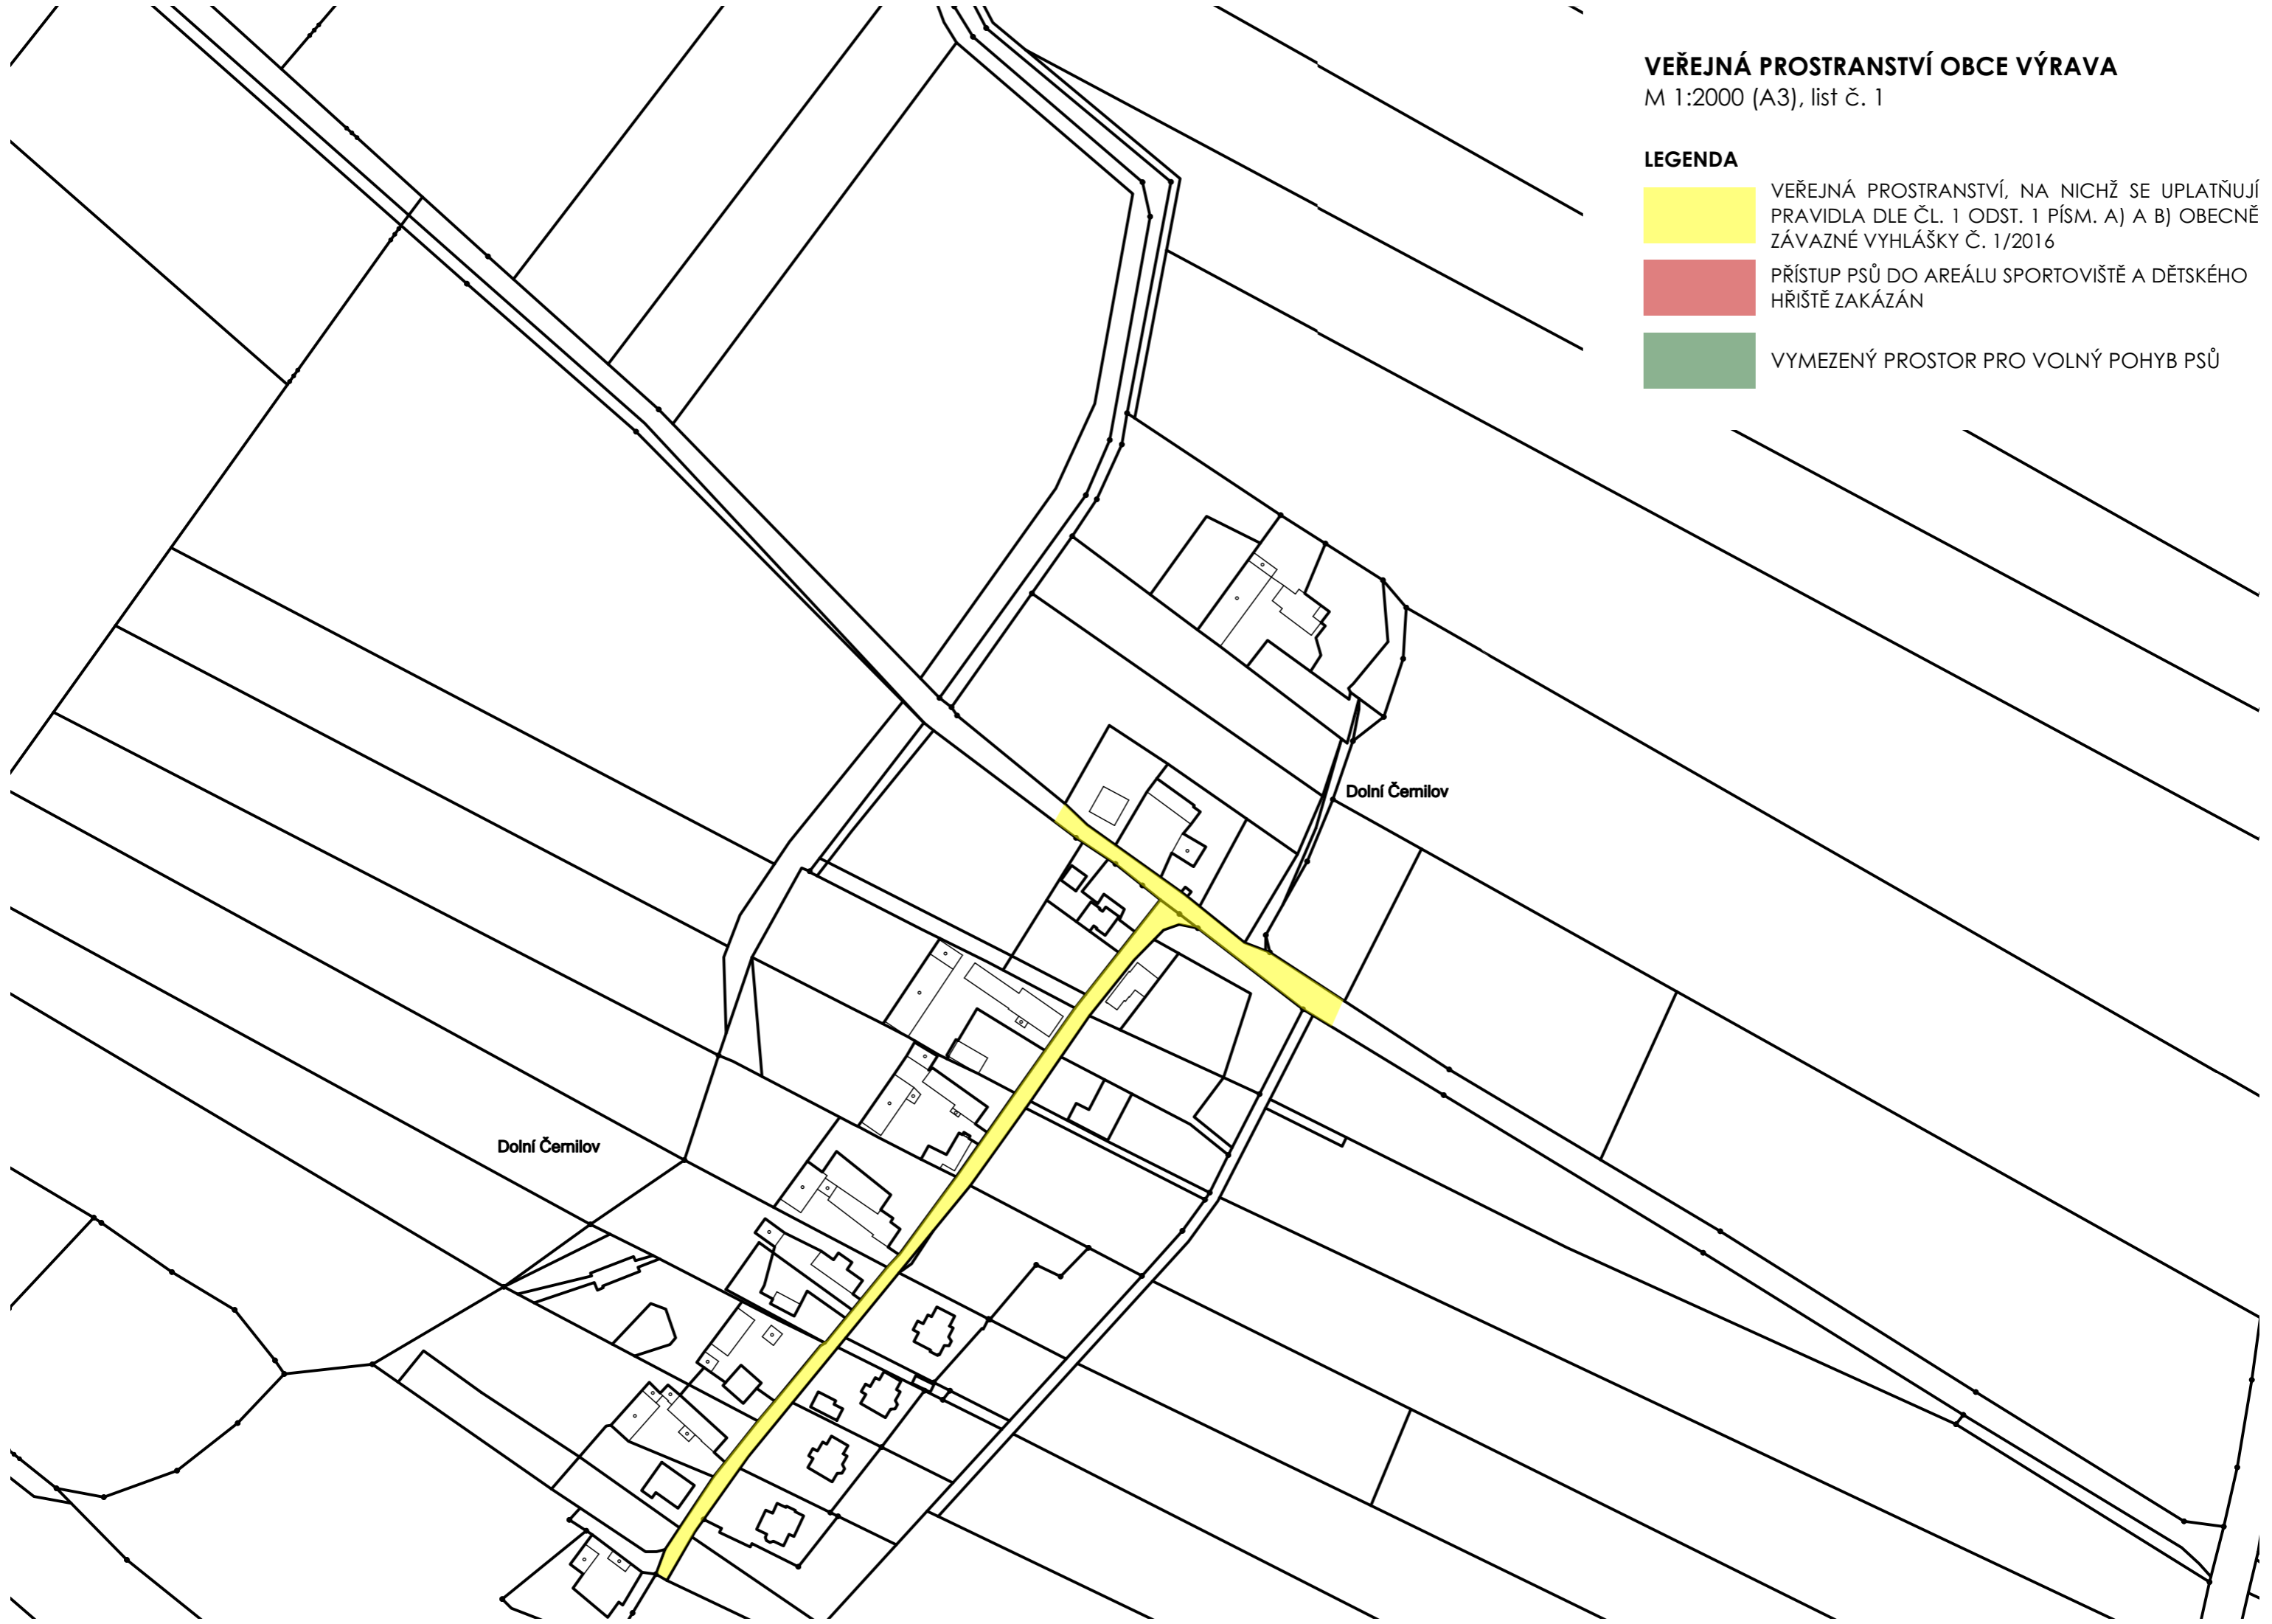 VEŘEJNÁ PROSTRANSTVÍ OBCE VÝRAVA
M 1:2000 (A3), list č. 1
LEGENDA
VEŘEJNÁ PROSTRANSTVÍ, NA NICHŽ SE UPLATŇUJÍ
PRAVIDLA DLE ČL. 1 ODST. 1 PÍSM. A) A B) OBECNĚ
ZÁVAZNÉ VYHLÁŠKY Č. 1/2016
PŘÍSTUP PSŮ DO AREÁLU SPORTOVIŠTĚ A DĚTSKÉHO
HŘIŠTĚ ZAKÁZÁN
VYMEZENÝ PROSTOR PRO VOLNÝ POHYB PSŮ
Dolní Černilov
Dolní Černilov